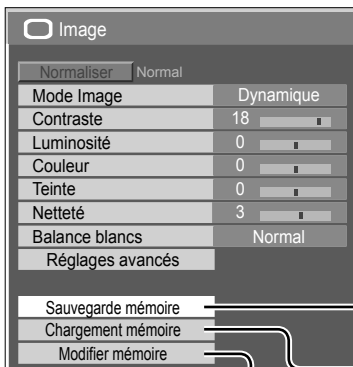 Image
Normaliser Normal
Mode Image Dynamique
Contraste 18
Luminosité 0
Couleur 0
Teinte 0
Netteté 3
Balance blancs Normal
Réglages avancés
Sauvegarde mémoire
Chargement mémoire
Modifier mémoire